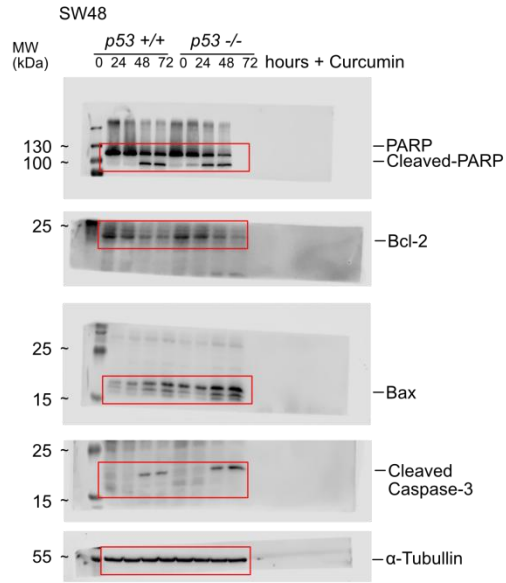 SW48
p53 +/+ p53 -/-
MW
(kDa)
0 24 48 72 0 24 48 72 hours + Curcumin
130 ~
100 ~
–PARP
–Cleaved-PARP
25 ~
–Bcl-2
25 ~
15 ~
–Bax
25 ~
15 ~
–Cleaved
Caspase-3
55 ~
–α-Tubullin